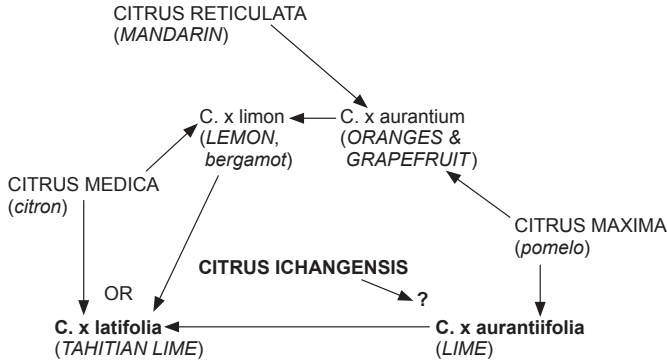 CITRUS RETICULATA
(MANDARIN)
C. x limon
(LEMON,
bergamot)
C. x aurantium
(ORANGES &
GRAPEFRUIT)
CITRUS MEDICA
(citron)
CITRUS MAXIMA
(pomelo)
CITRUS ICHANGENSIS
?
OR
C. x latifolia
(TAHITIAN LIME)
C. x aurantiifolia
(LIME)